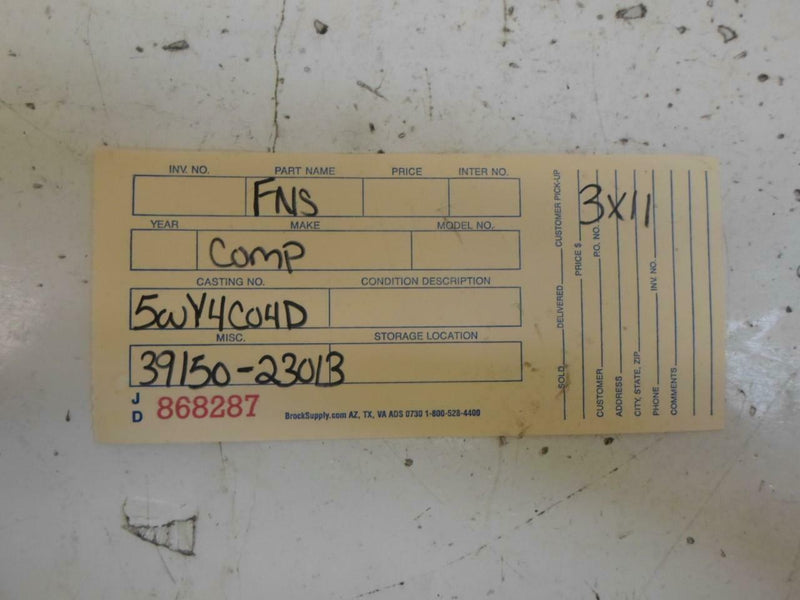 INV. NO. PART NAME PRICE INTER NO.
FNS
YEAR MAKE MODEL NO.
Comp
CASTING NO. CONDITION DESCRIPTION
5WY4C04D
MISC. STORAGE LOCATION
39150-23013
J D 868287
BrockSupply.com AZ, TX, VA ADS 0730 1-800-528-4400
3x11
SOLD DELIVERED CUSTOMER PICK-UP
PRICE $
CUSTOMER P.O. NO.
ADDRESS
CITY, STATE, ZIP
PHONE INV. NO.
COMMENTS